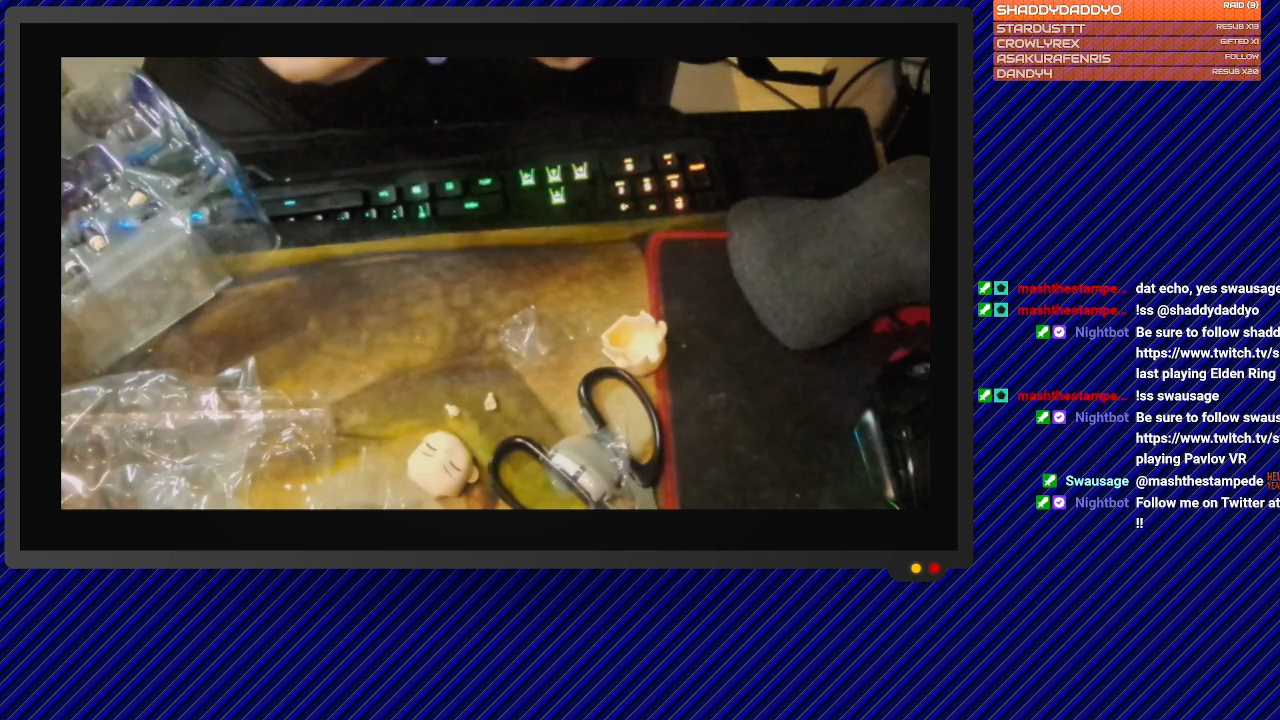 SHADDYDADDYO RAID (3)
STARDUSTTT RESUB X13
CROWLYREX GIFTED X1
ASAKURAFENRIS FOLLOW
DANDY4 RESUB X20
mashthestampe... dat echo, yes swausage
mashthestampe... !ss @shaddydaddyo
Nightbot Be sure to follow shadd
https://www.twitch.tv/s
last playing Elden Ring
mashthestampe... !ss swausage
Nightbot Be sure to follow swaus
https://www.twitch.tv/s
playing Pavlov VR
Swausage @mashthestampede
Nightbot Follow me on Twitter at
!!